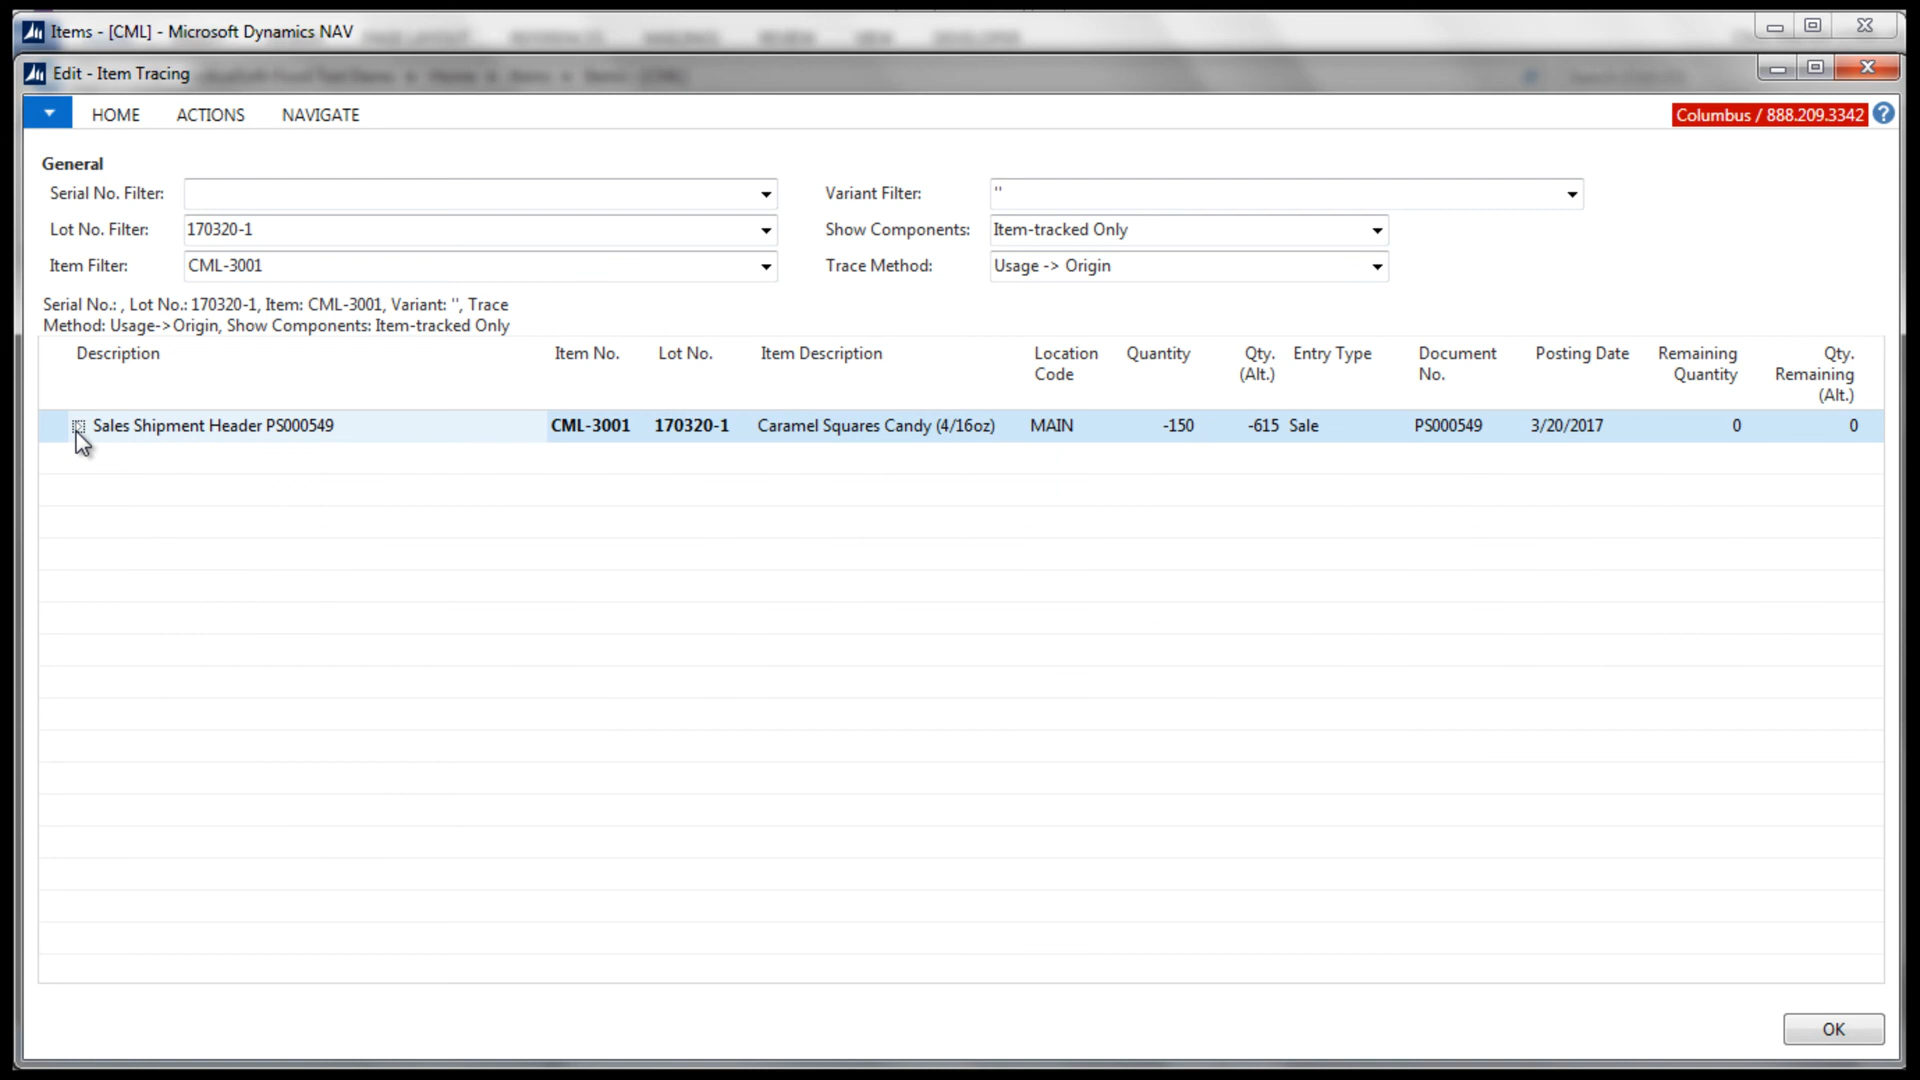 Items - [CML] - Microsoft Dynamics NAV
Edit - Item Tracing
HOME ACTIONS NAVIGATE
Columbus / 888.209.3342
?
General
Serial No. Filter:
Variant Filter: ''
Lot No. Filter: 170320-1
Show Components: Item-tracked Only
Item Filter: CML-3001
Trace Method: Usage -> Origin
Serial No.: , Lot No.: 170320-1, Item: CML-3001, Variant: '', Trace
Method: Usage->Origin, Show Components: Item-tracked Only
Description Item No. Lot No. Item Description Location Code Quantity Qty. (Alt.) Entry Type Document No. Posting Date Remaining Quantity Qty. Remaining (Alt.)
Sales Shipment Header PS000549 CML-3001 170320-1 Caramel Squares Candy (4/16oz) MAIN -150 -615 Sale PS000549 3/20/2017 0 0
OK